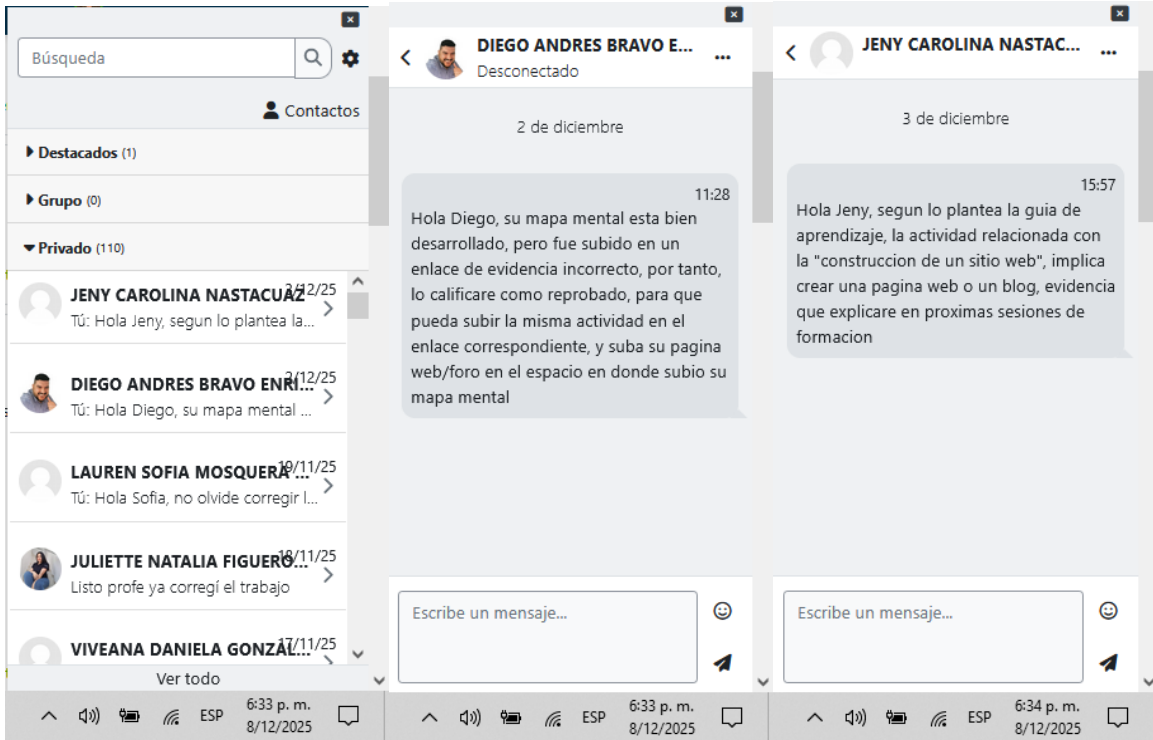 Búsqueda
Contactos
Destacados (1)
Grupo (0)
Privado (110)
JENY CAROLINA NASTACUAZ 3/12/25
Tú: Hola Jeny, segun lo plantea la...
DIEGO ANDRES BRAVO ENRI... 2/12/25
Tú: Hola Diego, su mapa mental ...
LAUREN SOFIA MOSQUERA ... 19/11/25
Tú: Hola Sofia, no olvide corregir l...
JULIETTE NATALIA FIGUERO... 18/11/25
Listo profe ya corregí el trabajo
VIVEANA DANIELA GONZÁL... 17/11/25
Ver todo
ESP
6:33 p. m.
8/12/2025
DIEGO ANDRES BRAVO E...
Desconectado
2 de diciembre
11:28
Hola Diego, su mapa mental esta bien
desarrollado, pero fue subido en un
enlace de evidencia incorrecto, por tanto,
lo calificare como reprobado, para que
pueda subir la misma actividad en el
enlace correspondiente, y suba su pagina
web/foro en el espacio en donde subio su
mapa mental
Escribe un mensaje...
ESP
6:33 p. m.
8/12/2025
JENY CAROLINA NASTAC...
3 de diciembre
15:57
Hola Jeny, segun lo plantea la guia de
aprendizaje, la actividad relacionada con
la "construccion de un sitio web", implica
crear una pagina web o un blog, evidencia
que explicare en proximas sesiones de
formacion
Escribe un mensaje...
ESP
6:34 p. m.
8/12/2025